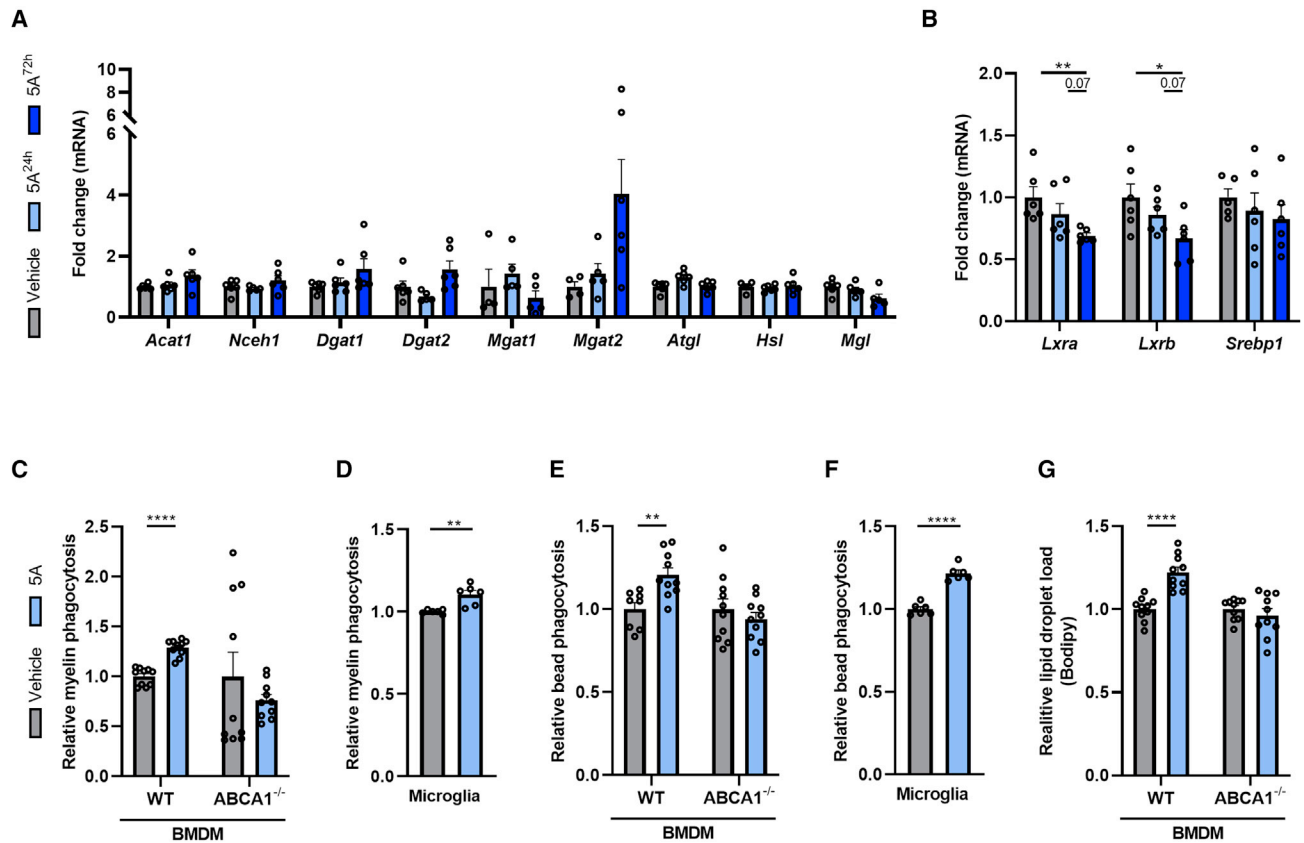 A
B
Vehicle
5A24h
5A72h
Fold change (mRNA)
10
8
6
6
4
2
0
Acat1 Nceh1 Dgat1 Dgat2 Mgat1 Mgat2 Atgl Hsl Mgl
Fold change (mRNA)
2.0
1.5
1.0
0.5
0.0
** *
0.07 0.07
Lxra Lxrb Srebp1
C
D
E
F
G
Vehicle
5A
Relative myelin phagocytosis
2.5
2.0
1.5
1.0
0.5
0.0
****
WT ABCA1-/-
BMDM
Relative myelin phagocytosis
1.5
1.0
0.5
0.0
**
Microglia
Relative bead phagocytosis
1.5
1.0
0.5
0.0
**
WT ABCA1-/-
BMDM
Relative bead phagocytosis
1.5
1.0
0.5
0.0
****
Microglia
Realitive lipid droplet load
(Bodipy)
1.5
1.0
0.5
0.0
****
WT ABCA1-/-
BMDM